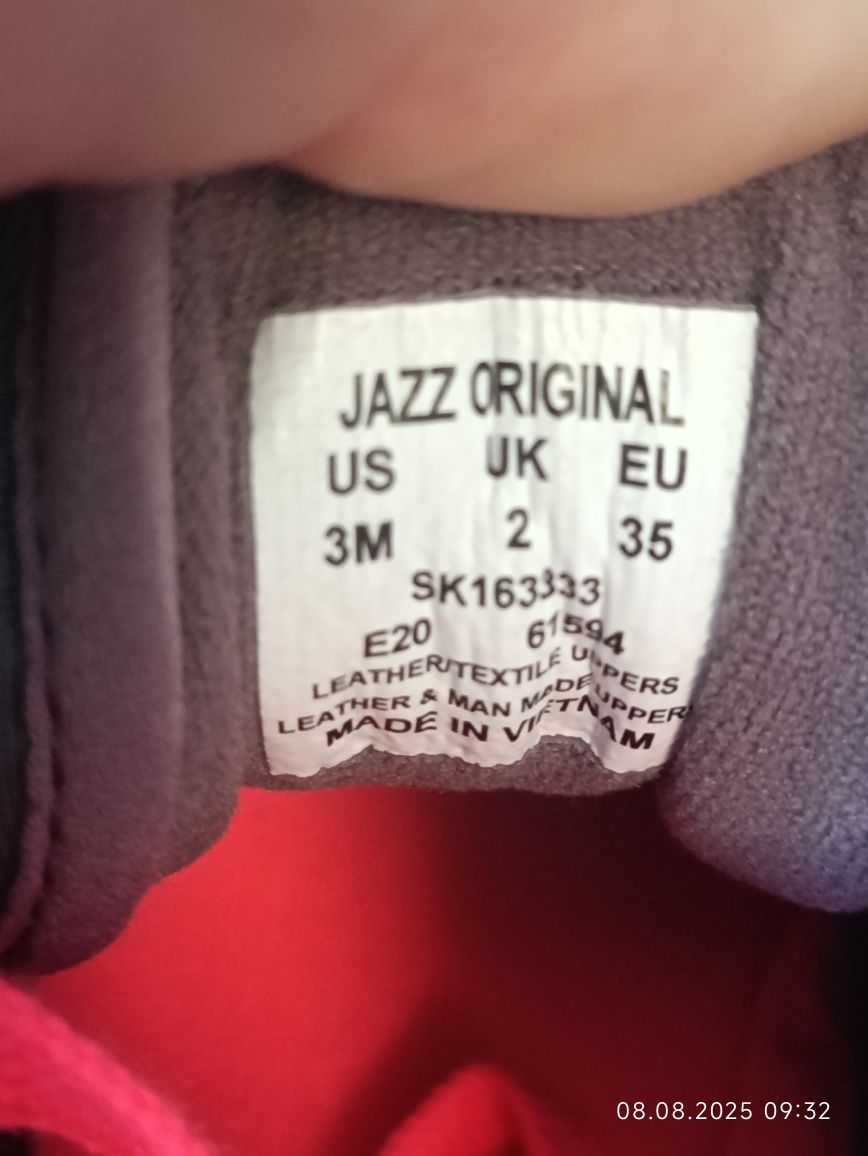 JAZZ ORIGINAL
US UK EU
3M 2 35
SK163333
E20 61594
LEATHER/TEXTILE UPPERS
LEATHER & MAN MADE UPPER
MADE IN VIETNAM
08.08.2025 09:32